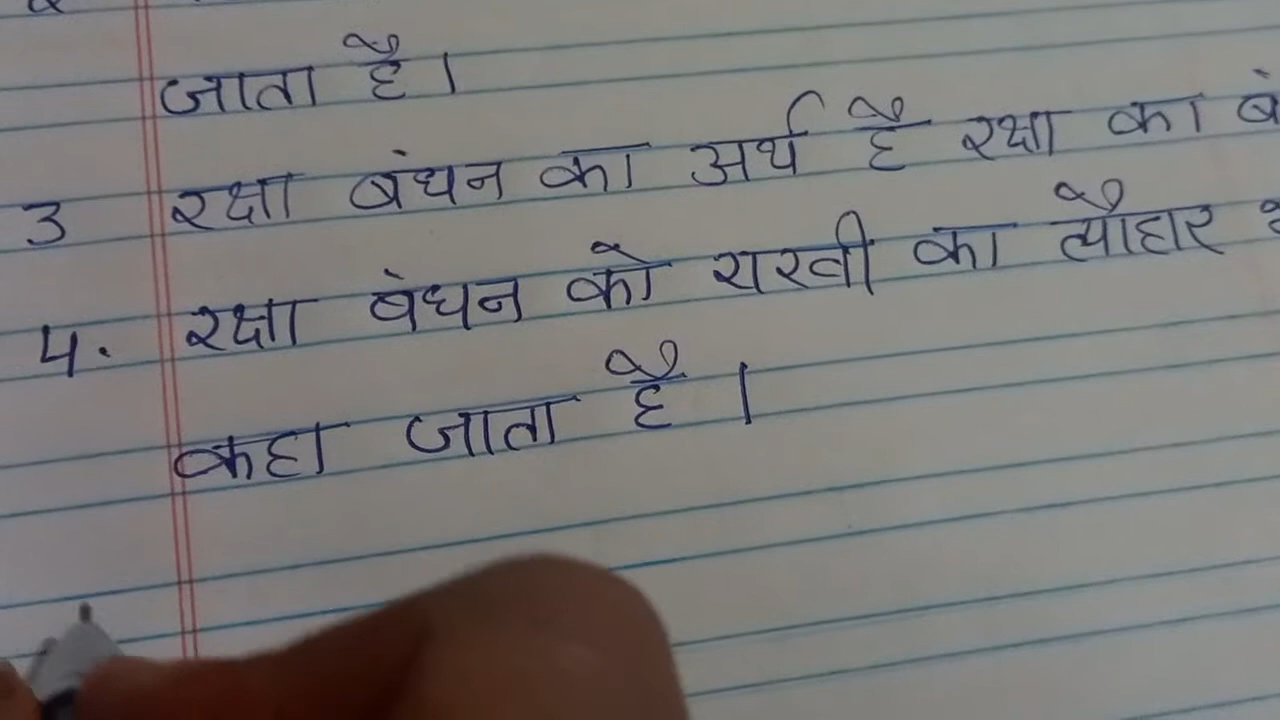 जाता है।
3 रक्षा बंधन का अर्थ है रक्षा का
4. रक्षा बंधन को राखी का त्यौहार
कहा जाता है।